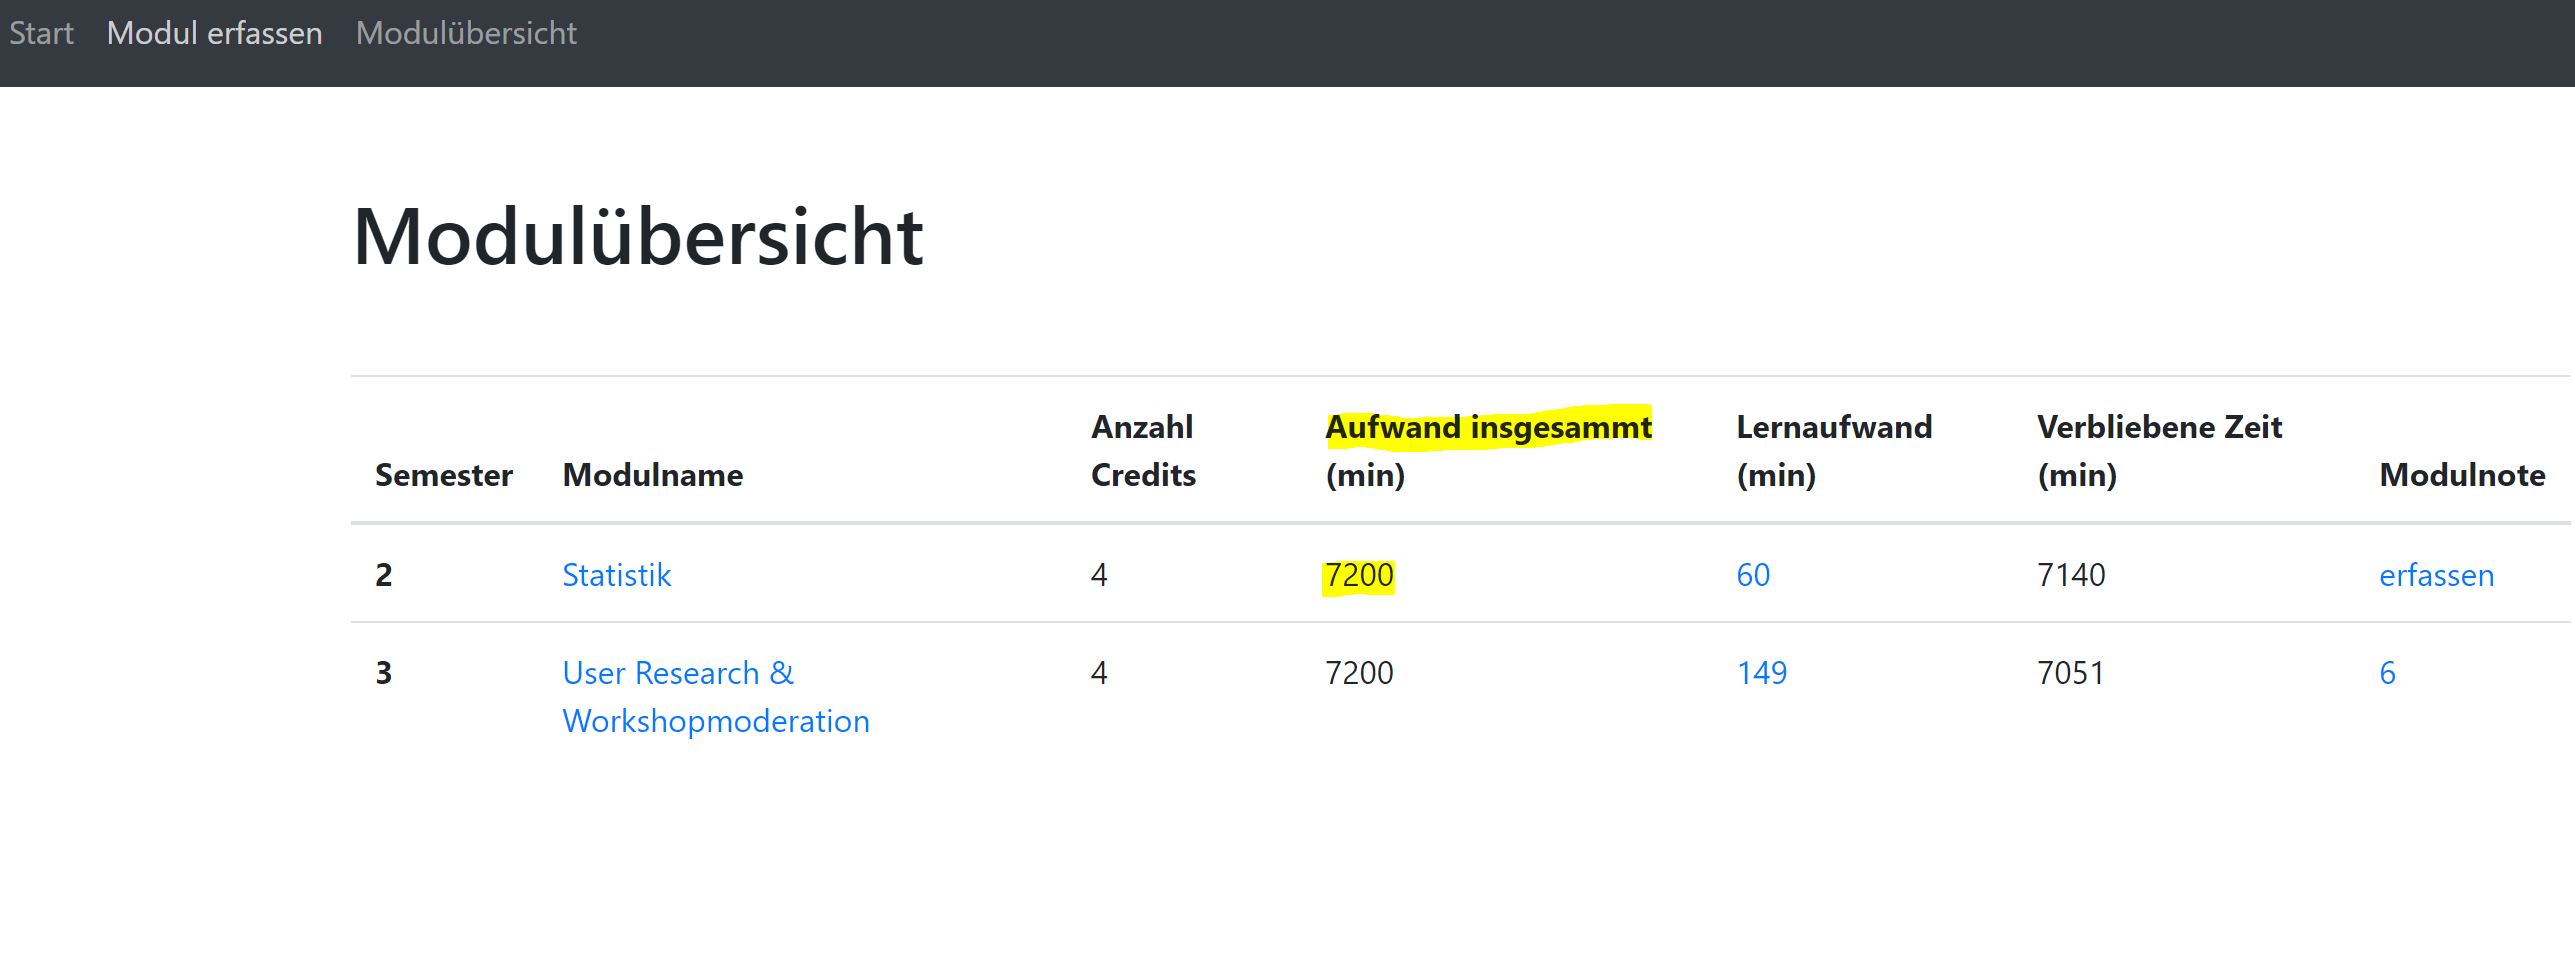 Start Modul erfassen Modulübersicht
Modulübersicht
Semester Modulname Anzahl Credits Aufwand insgesammt (min) Lernaufwand (min) Verbliebene Zeit (min) Modulnote
2 Statistik 4 7200 60 7140 erfassen
3 User Research & 4 7200 149 7051 6
Workshopmoderation